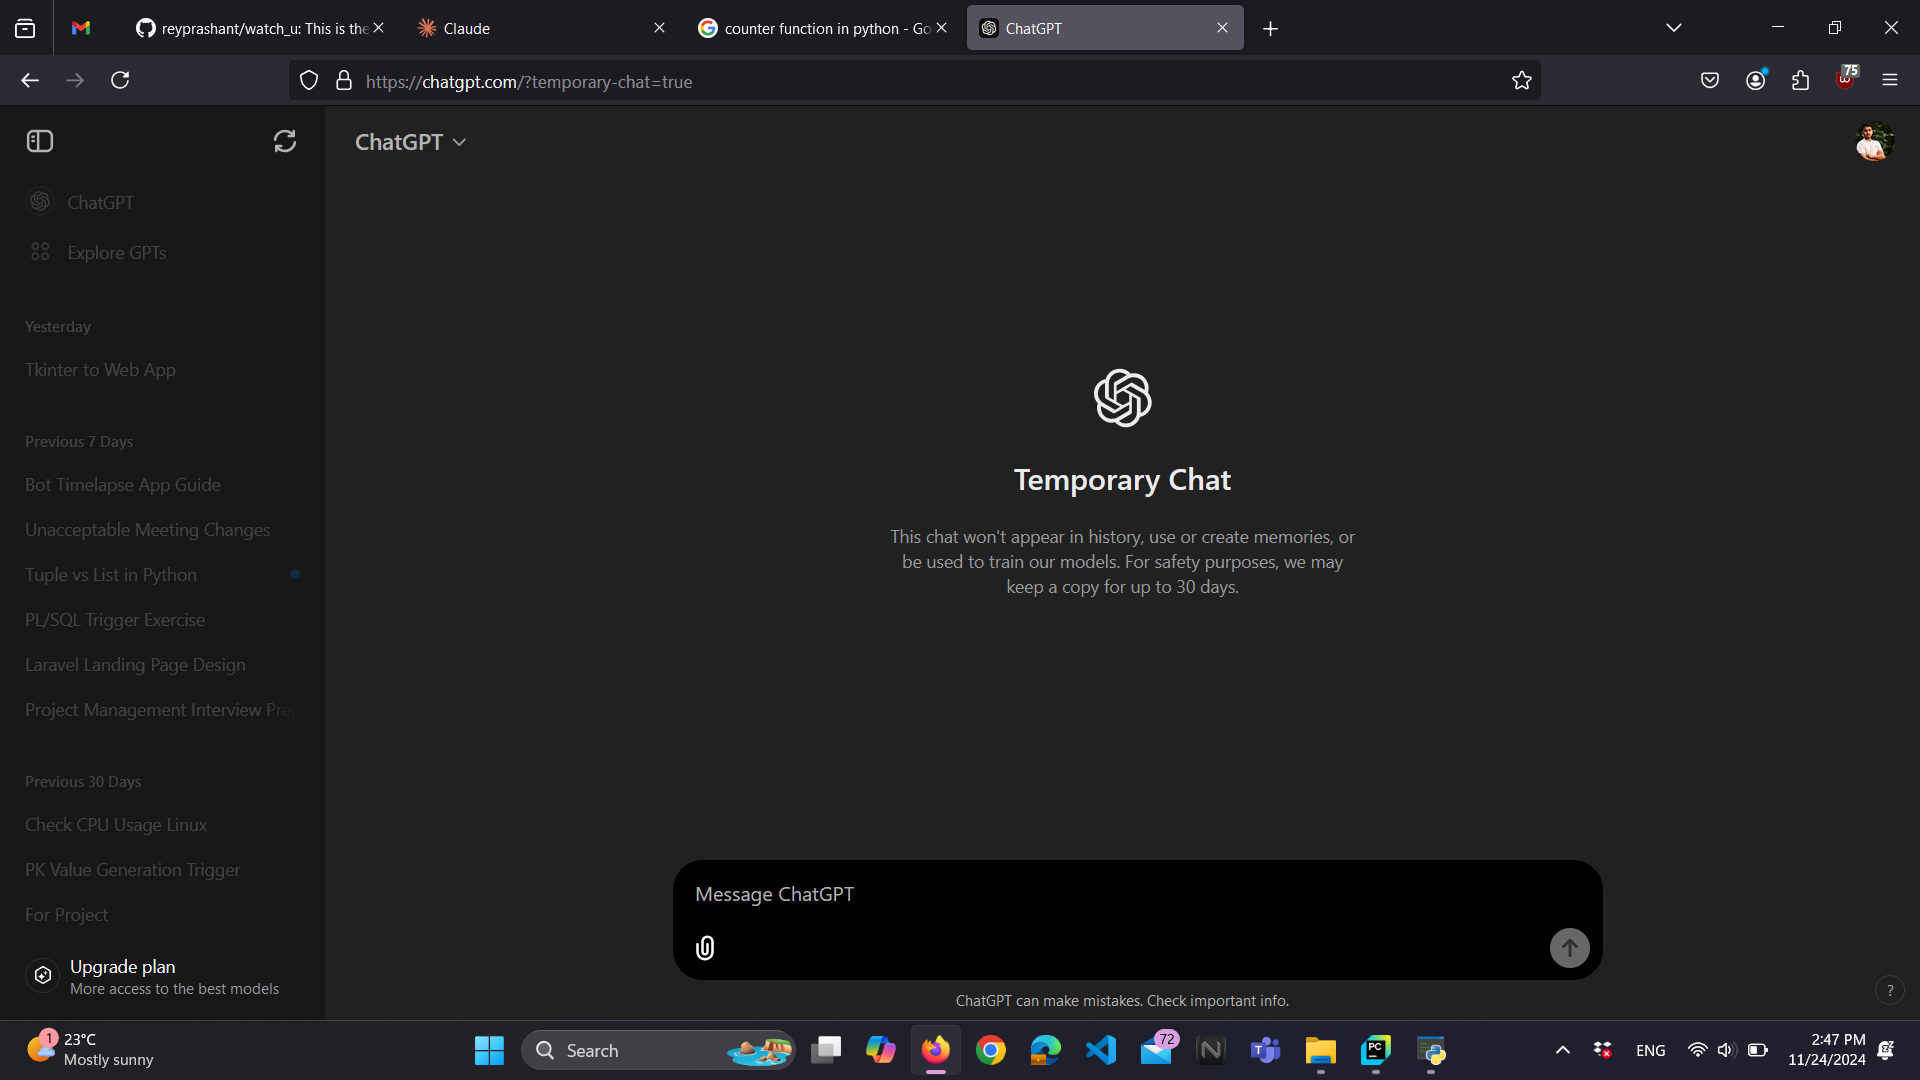 reyprashant/watch_u: This is the
Claude
counter function in python - Go
ChatGPT
https://chatgpt.com/?temporary-chat=true
75
ChatGPT
ChatGPT
Explore GPTs
Yesterday
Tkinter to Web App
Previous 7 Days
Bot Timelapse App Guide
Unacceptable Meeting Changes
Tuple vs List in Python
PL/SQL Trigger Exercise
Laravel Landing Page Design
Project Management Interview Prep
Previous 30 Days
Check CPU Usage Linux
PK Value Generation Trigger
For Project
Upgrade plan
More access to the best models
Temporary Chat
This chat won't appear in history, use or create memories, or
be used to train our models. For safety purposes, we may
keep a copy for up to 30 days.
Message ChatGPT
ChatGPT can make mistakes. Check important info.
?
1
23°C
Mostly sunny
Search
72
PC
ENG
2:47 PM
11/24/2024